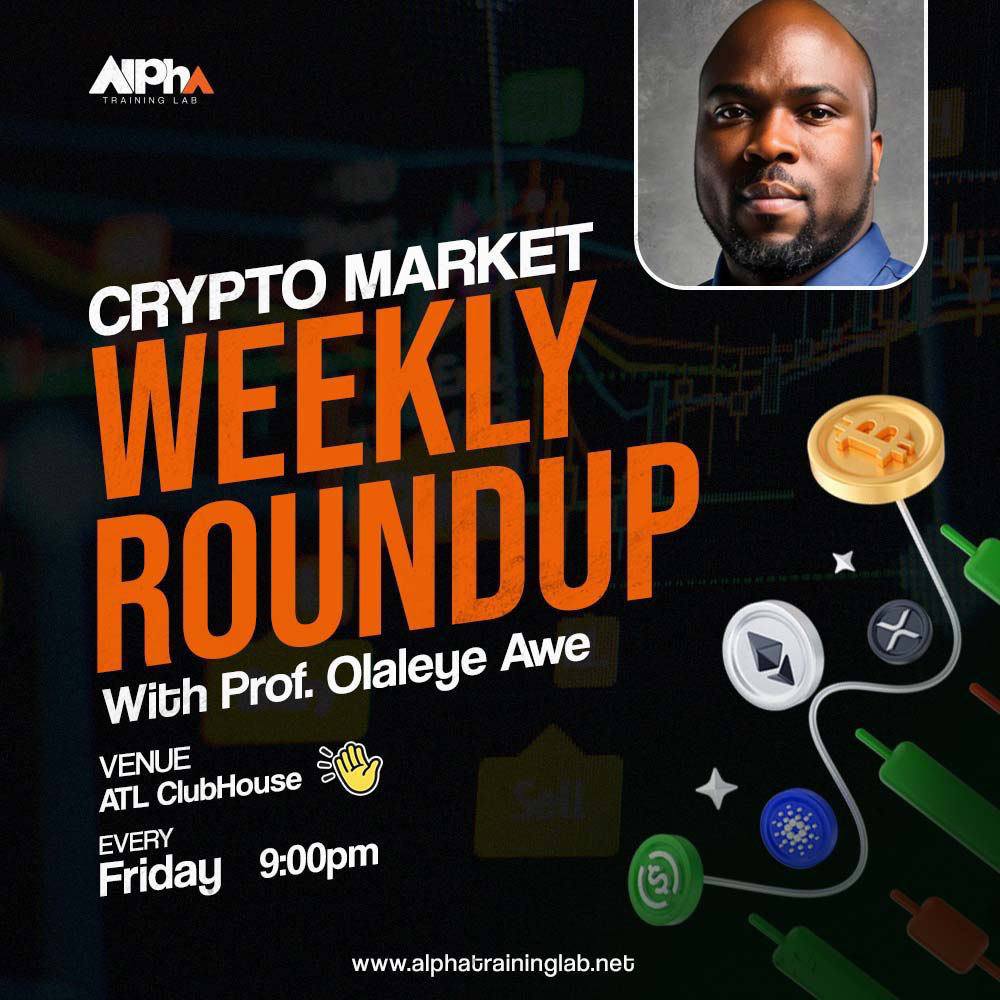 AlPhA
TRAINING LAB
CRYPTO MARKET
WEEKLY
ROUNDUP
With Prof. Olaleye Awe
VENUE
ATL ClubHouse
EVERY
Friday 9:00pm
Sell
www.alphatraininglab.net